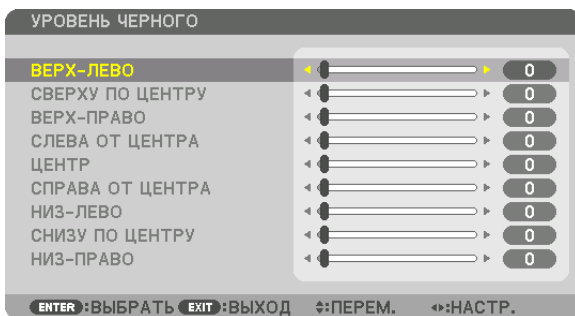 УРОВЕНЬ ЧЕРНОГО
ВЕРХ-ЛЕВО 0
СВЕРХУ ПО ЦЕНТРУ 0
ВЕРХ-ПРАВО 0
СЛЕВА ОТ ЦЕНТРА 0
ЦЕНТР 0
СПРАВА ОТ ЦЕНТРА 0
НИЗ-ЛЕВО 0
СНИЗУ ПО ЦЕНТРУ 0
НИЗ-ПРАВО 0
ENTER:ВЫБРАТЬ EXIT:ВЫХОД :ПЕРЕМ. :НАСТР.